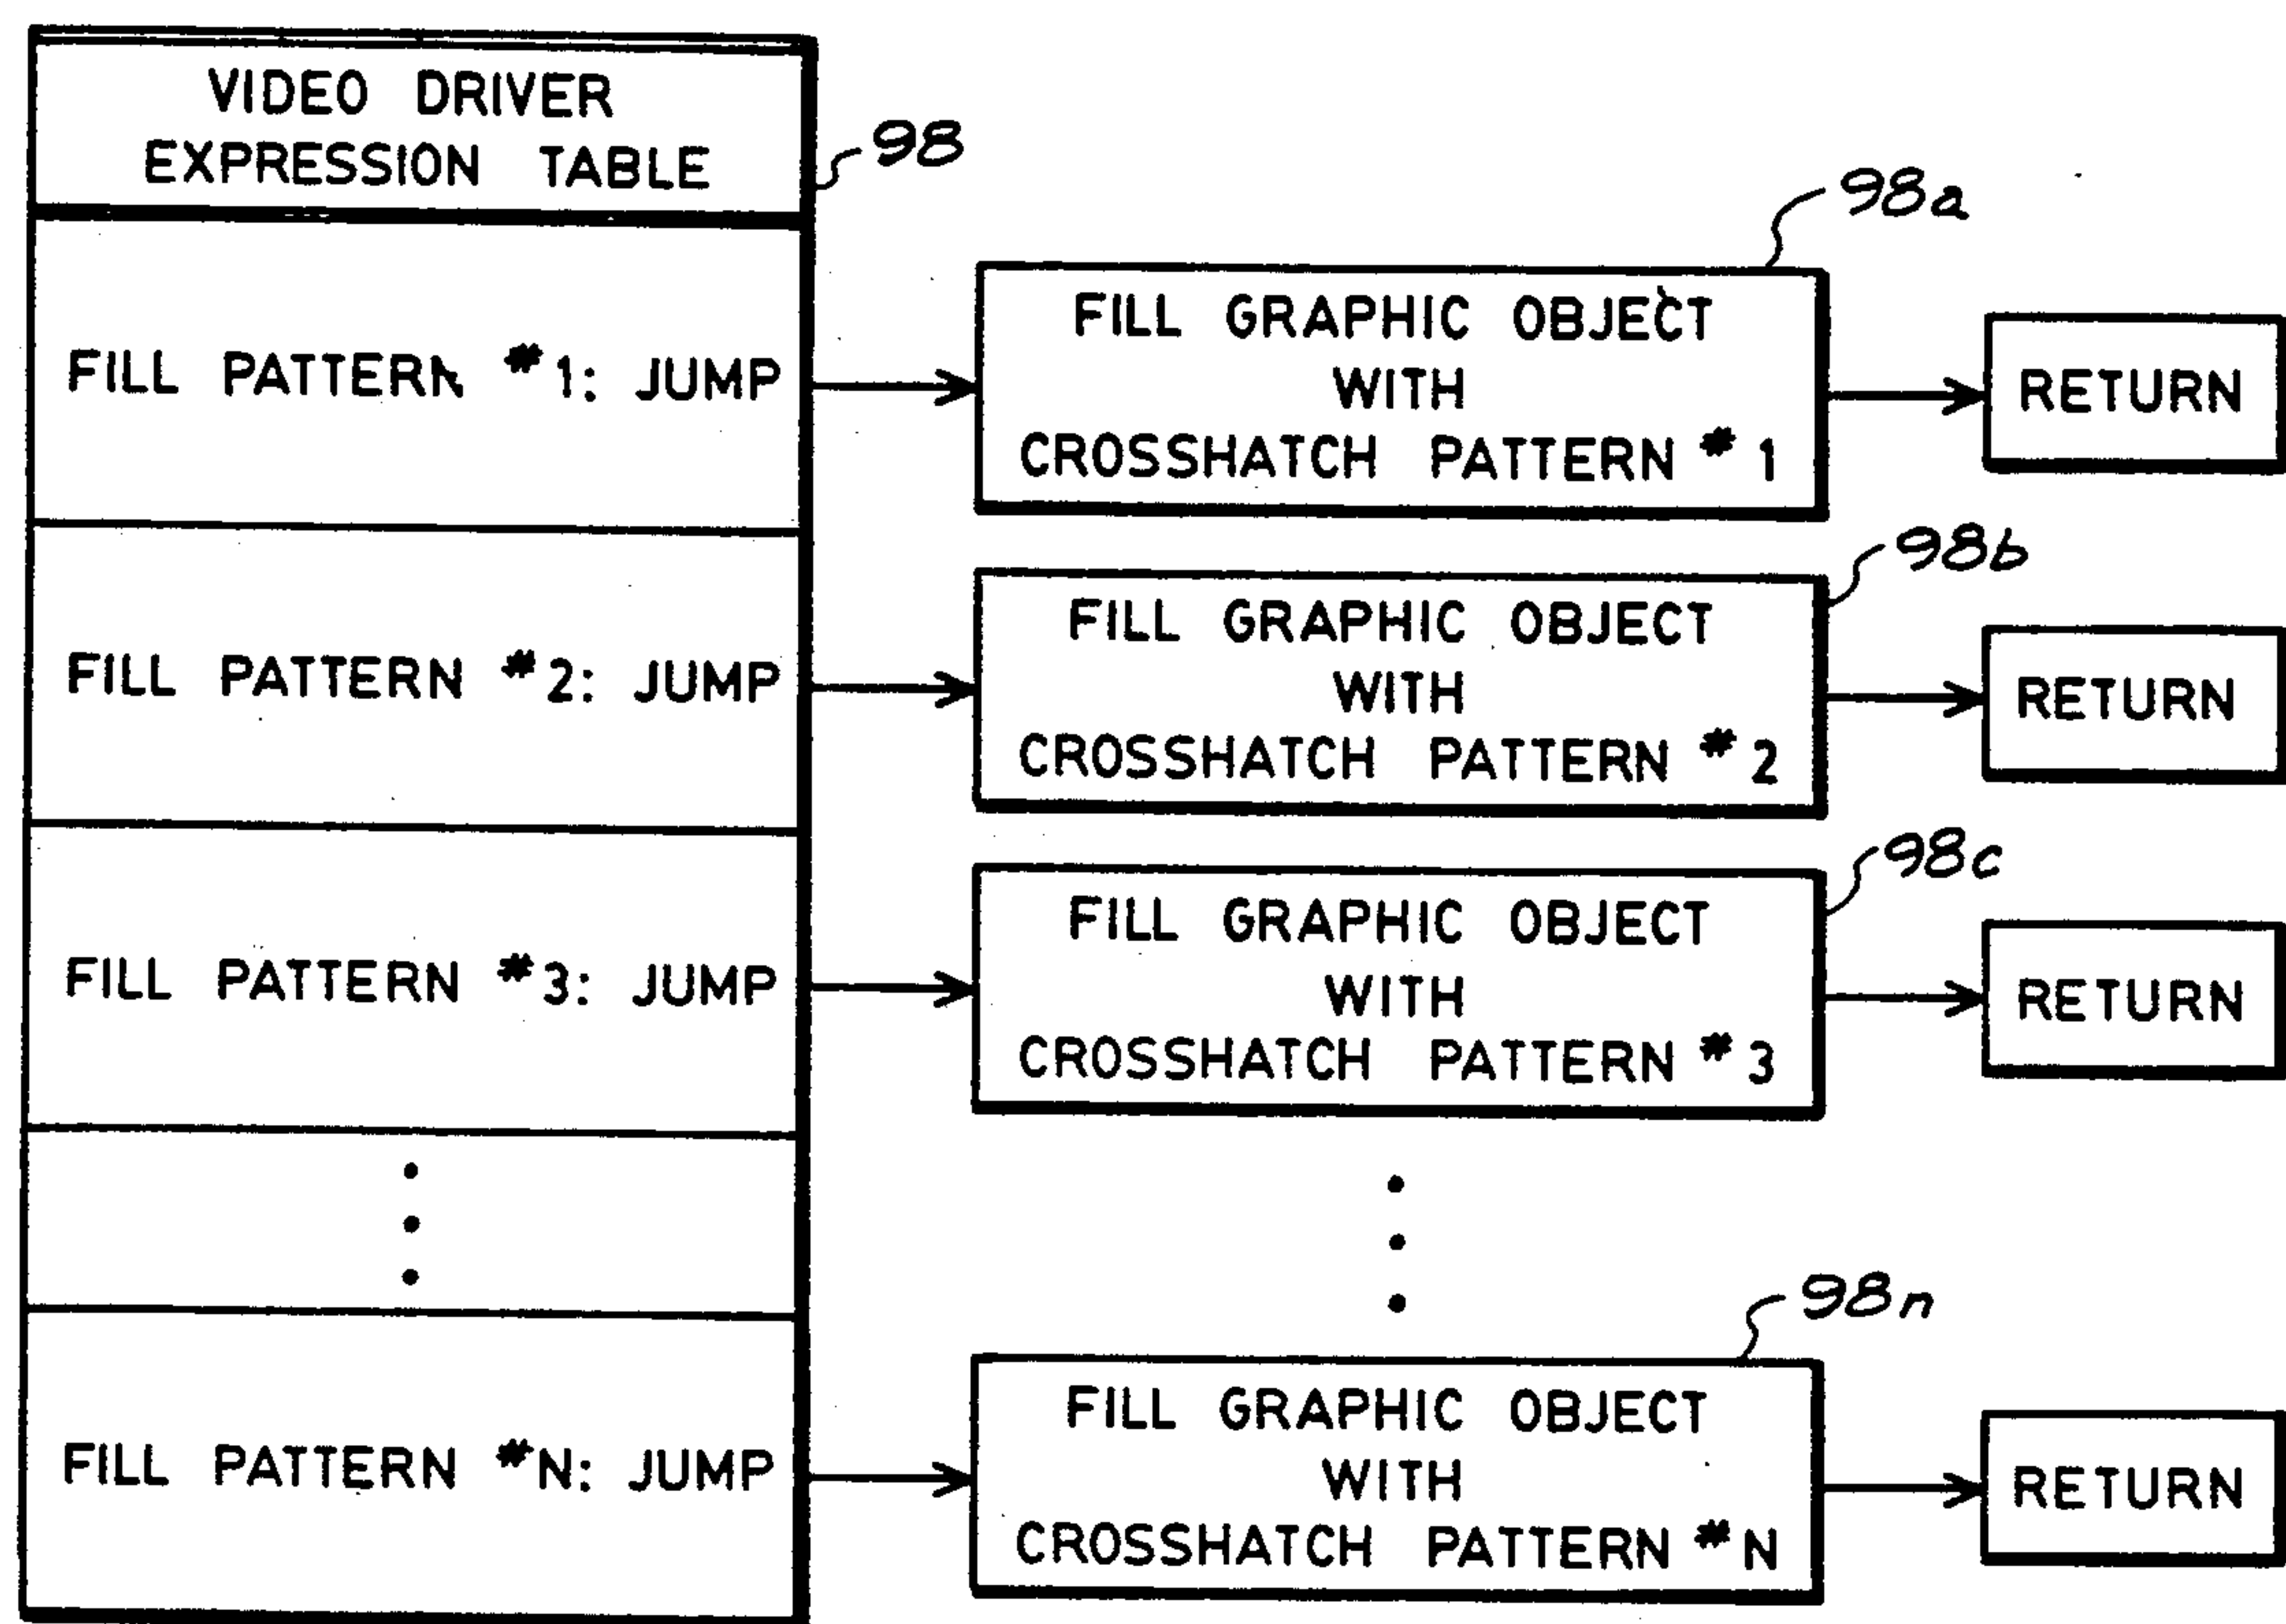 VIDEO DRIVER
EXPRESSION TABLE
98
FILL PATTERN #1: JUMP
98a
FILL GRAPHIC OBJECT
WITH
CROSSHATCH PATTERN #1
RETURN
FILL PATTERN #2: JUMP
98b
FILL GRAPHIC OBJECT
WITH
CROSSHATCH PATTERN #2
RETURN
FILL PATTERN #3: JUMP
98c
FILL GRAPHIC OBJECT
WITH
CROSSHATCH PATTERN #3
RETURN
FILL PATTERN #N: JUMP
98n
FILL GRAPHIC OBJECT
WITH
CROSSHATCH PATTERN #N
RETURN